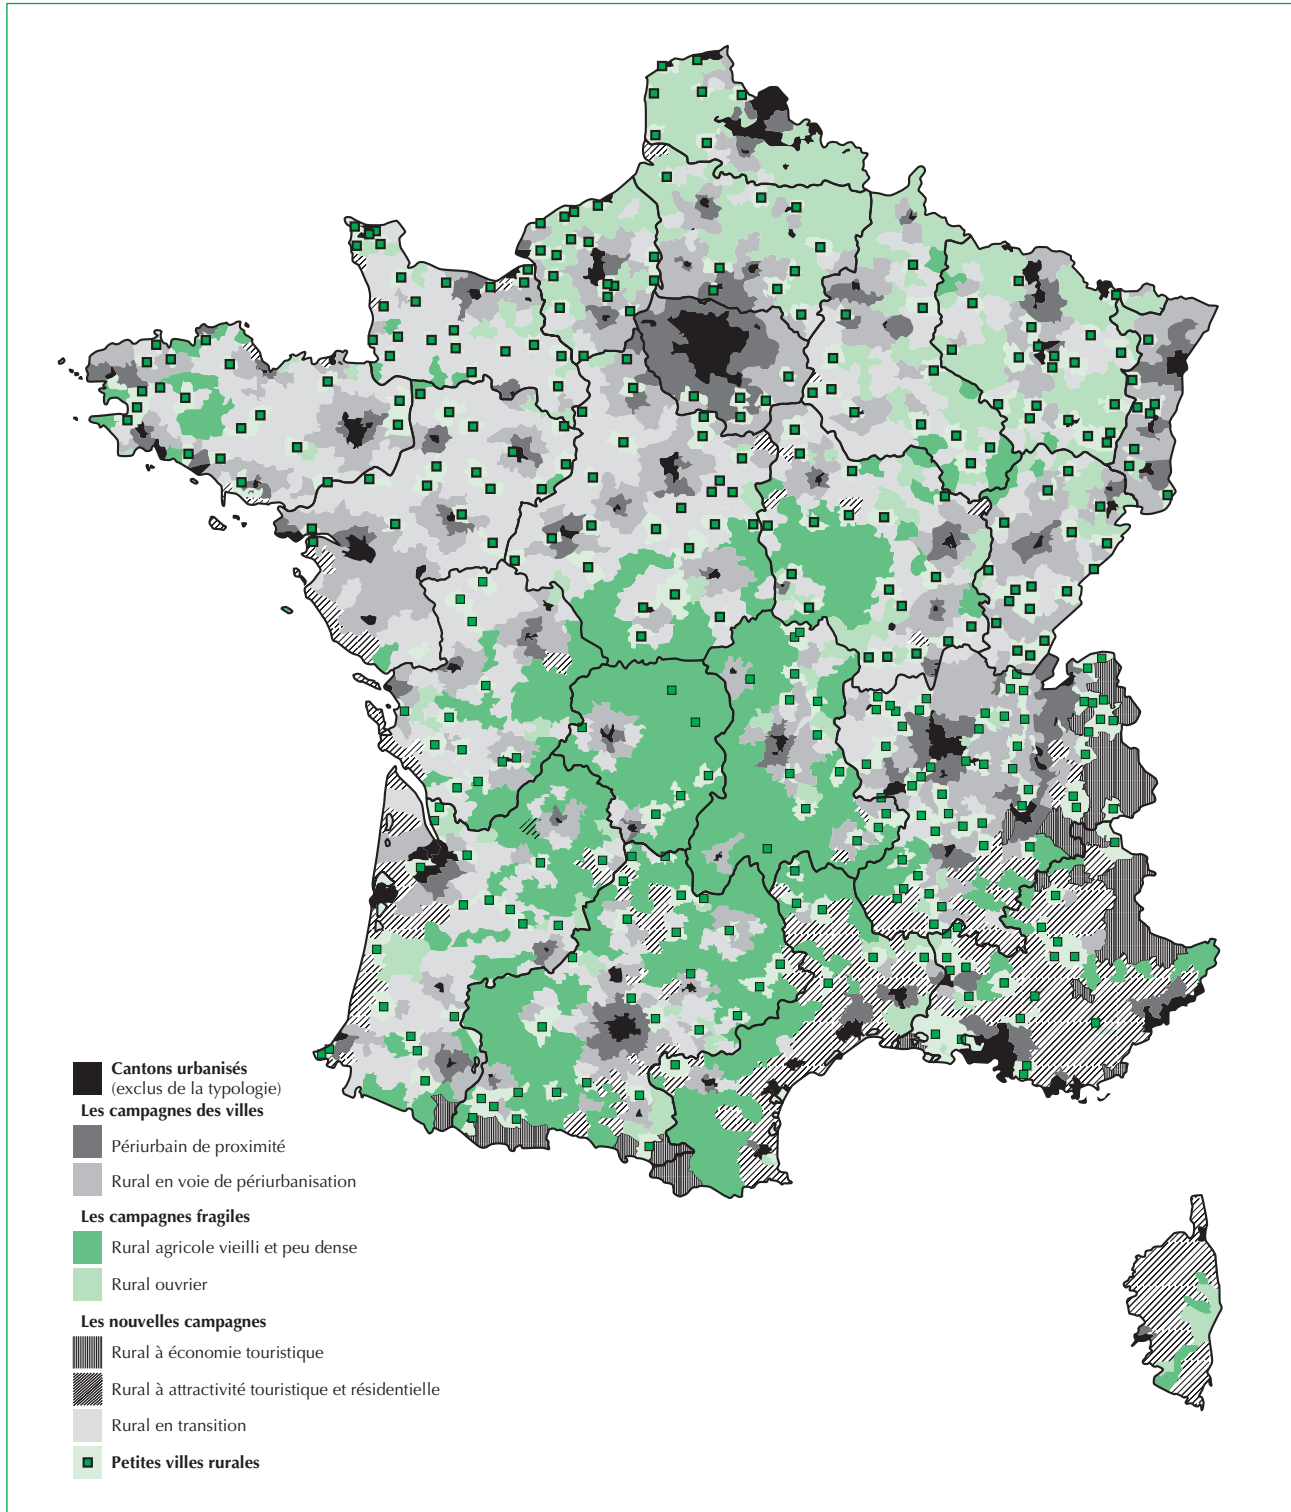 Cantons urbanisés
(exclus de la typologie)
Les campagnes des villes
Périurbain de proximité
Rural en voie de périurbanisation
Les campagnes fragiles
Rural agricole vieilli et peu dense
Rural ouvrier
Les nouvelles campagnes
Rural à économie touristique
Rural à attractivité touristique et résidentielle
Rural en transition
Petites villes rurales